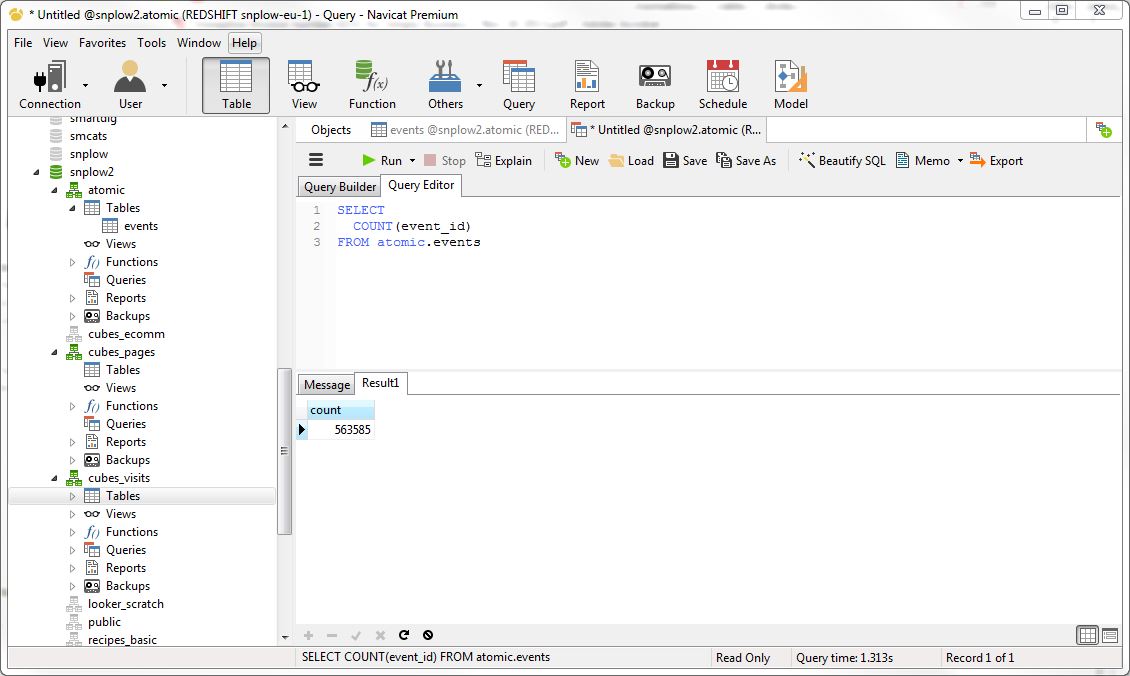 * Untitled @snplow2.atomic (REDSHIFT snplow-eu-1) - Query - Navicat Premium
File View Favorites Tools Window Help
Connection User Table View Function Others Query Report Backup Schedule Model
smartdig
smcats
snplow
snplow2
atomic
Tables
events
Views
Functions
Queries
Reports
Backups
cubes_ecomm
cubes_pages
Tables
Views
Functions
Queries
Reports
Backups
cubes_visits
Tables
Views
Functions
Queries
Reports
Backups
looker_scratch
public
recipes_basic
Objects events @snplow2.atomic (RED... * Untitled @snplow2.atomic (R...
Run Stop Explain New Load Save Save As Beautify SQL Memo Export
Query Builder Query Editor
1 SELECT
2 COUNT(event_id)
3 FROM atomic.events
Message Result1
count
563585
SELECT COUNT(event_id) FROM atomic.events Read Only Query time: 1.313s Record 1 of 1